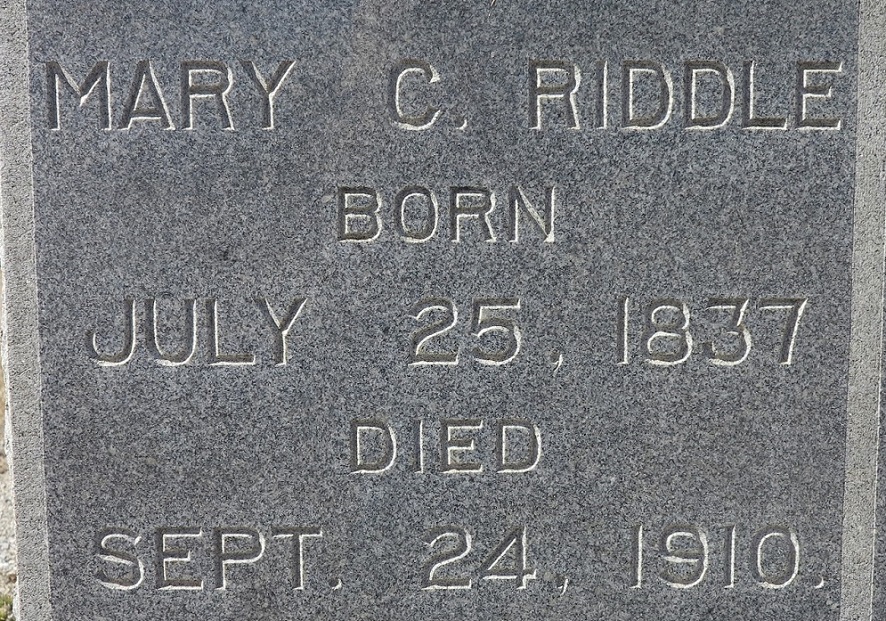 MARY C. RIDDLE
BORN
JULY 25, 1837
DIED
SEPT. 24, 1910.